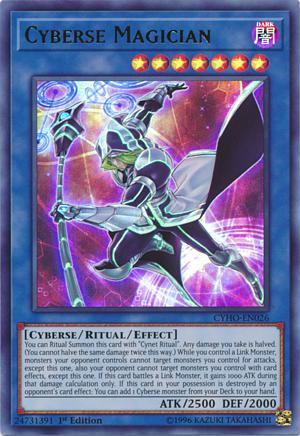 CYBERSE MAGICIAN
DARK
闇
CYHO-EN026
[CYBERSE/RITUAL/EFFECT]
You can Ritual Summon this card with "Cynet Ritual". Any damage you take is halved.
(You cannot halve the same damage twice this way.) While you control a Link Monster,
monsters your opponent controls cannot target monsters you control for attacks,
except this one, also your opponent cannot target monsters you control with card
effects, except this one. If this card battles a Link Monster, it gains 1000 ATK during
that damage calculation only. If this card in your possession is destroyed by an
opponent's card effect: You can add 1 Cyberse monster from your Deck to your hand.
ATK/2500 DEF/2000
24731391 1st Edition ©1996 KAZUKI TAKAHASHI